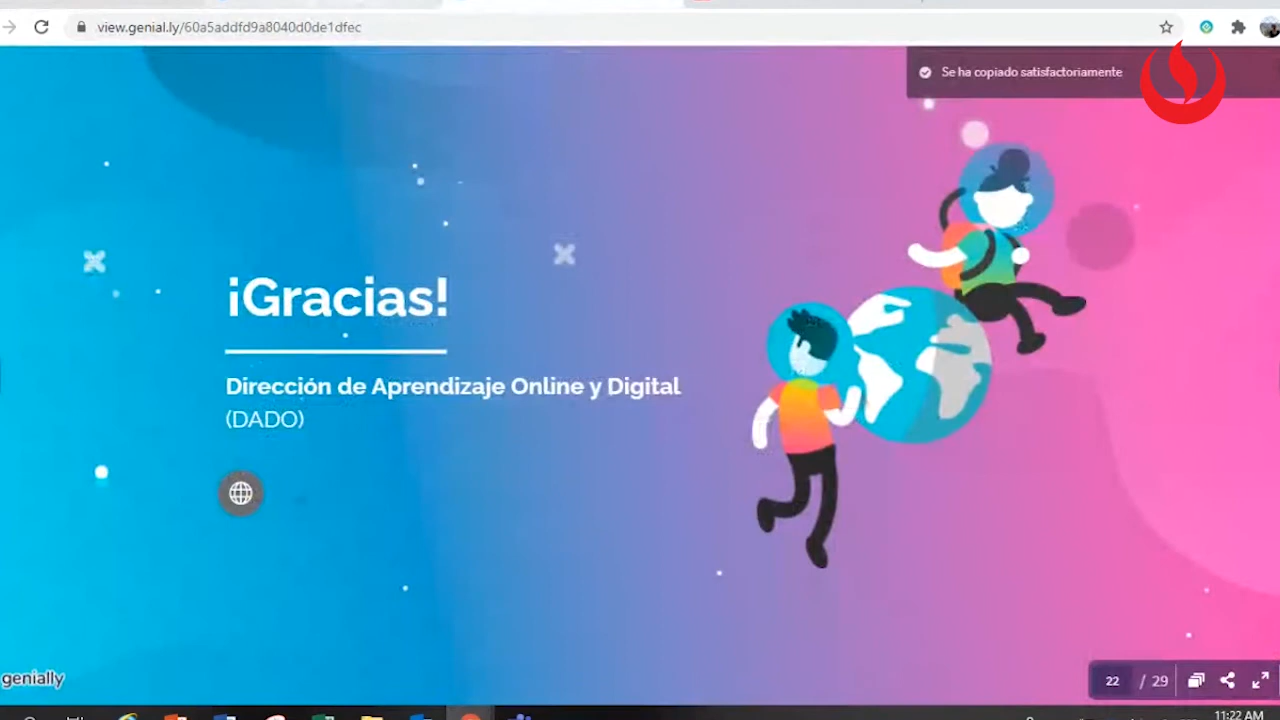 view.genial.ly/60a5addfd9a8040d0de1dfec
Se ha copiado satisfactoriamente
¡Gracias!
Dirección de Aprendizaje Online y Digital
(DADO)
genially
22 / 29
11:22 AM